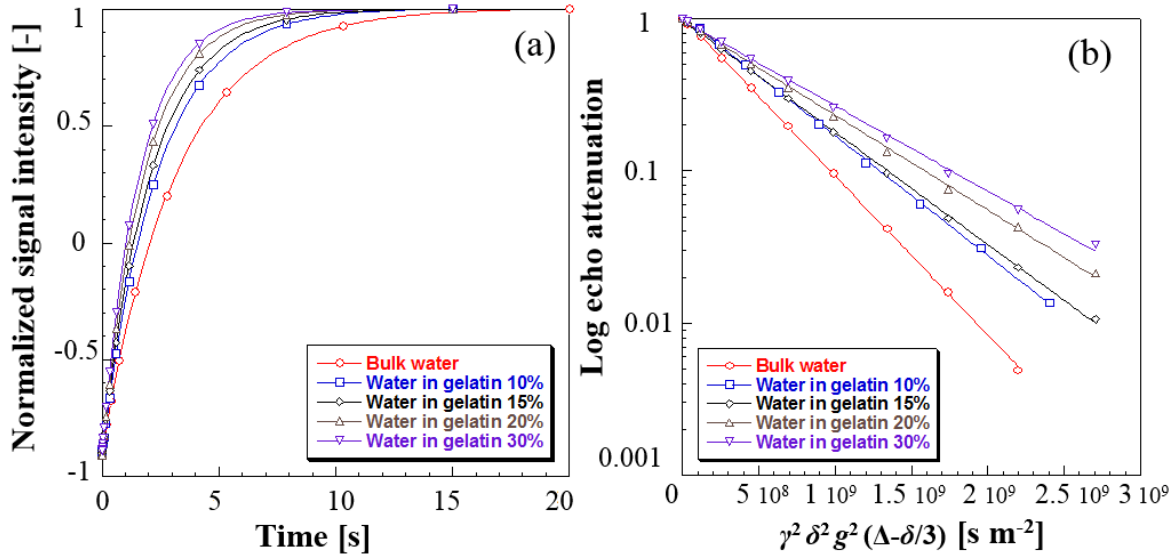 Normalized signal intensity [-]
1
0.5
0
-0.5
-1
(a)
Bulk water
Water in gelatin 10%
Water in gelatin 15%
Water in gelatin 20%
Water in gelatin 30%
0 5 10 15 20
Time [s]
Log echo attenuation
1
0.1
0.01
0.001
(b)
Bulk water
Water in gelatin 10%
Water in gelatin 15%
Water in gelatin 20%
Water in gelatin 30%
0 5 10⁸ 1 10⁹ 1.5 10⁹ 2 10⁹ 2.5 10⁹ 3 10⁹
γ² δ² g² (Δ-δ/3) [s m⁻²]